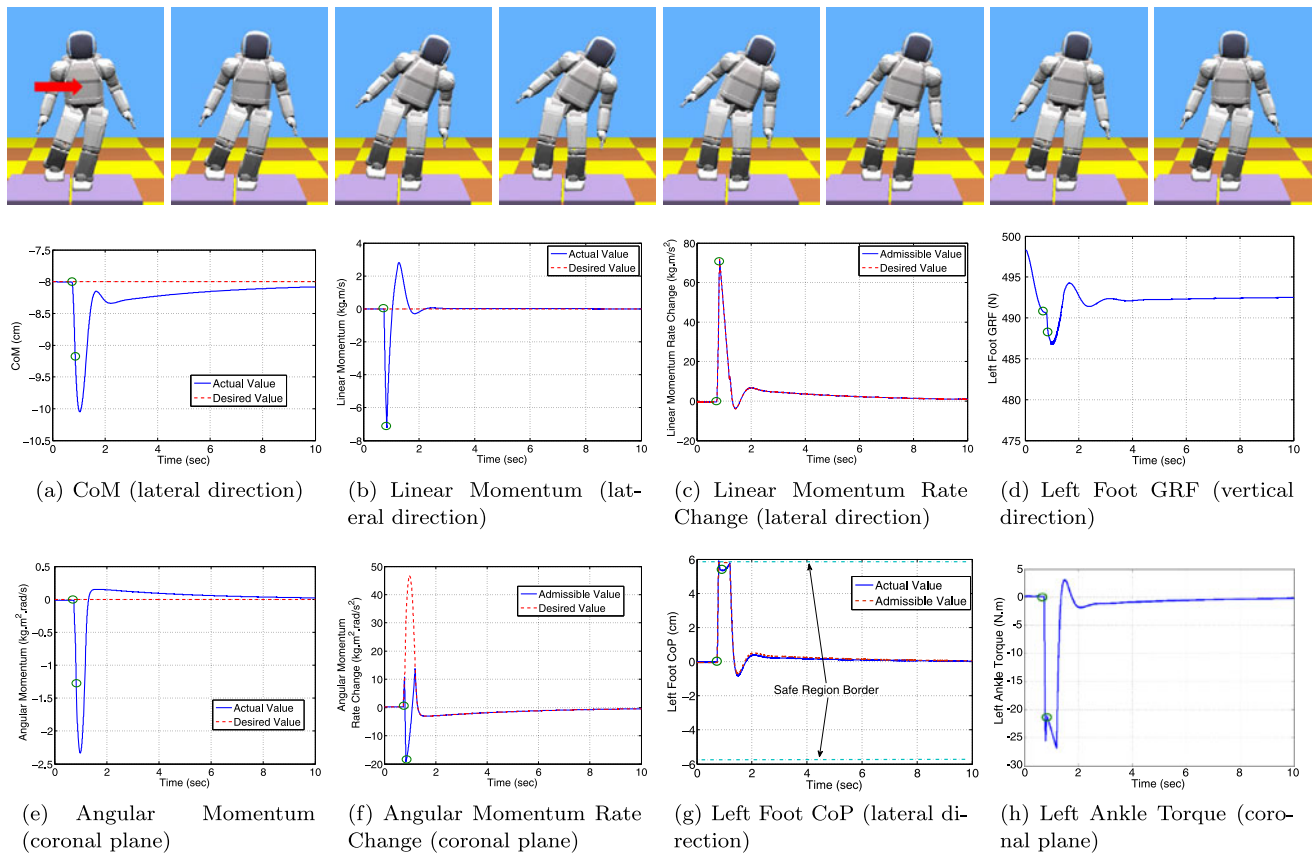 -7.5
-8
-8.5
-9
-9.5
-10
-10.5
CoM (cm)
Actual Value
Desired Value
0 2 4 6 8 10
Time (sec)
(a) CoM (lateral direction)
4
2
0
-2
-4
-6
-8
Linear Momentum (kg.m/s)
Actual Value
Desired Value
0 2 4 6 8 10
Time (sec)
(b) Linear Momentum (lat-
eral direction)
80
60
40
20
0
-20
Linear Momentum Rate Change (kg.m/s²)
Admissible Value
Desired Value
0 2 4 6 8 10
Time (sec)
(c) Linear Momentum Rate
Change (lateral direction)
500
495
490
485
480
475
Left Foot GRF (N)
0 2 4 6 8 10
Time (sec)
(d) Left Foot GRF (vertical
direction)
0.5
0
-0.5
-1
-1.5
-2
-2.5
Angular Momentum (kg.m².rad/s)
Actual Value
Desired Value
0 2 4 6 8 10
Time (sec)
(e) Angular Momentum
(coronal plane)
50
40
30
20
10
0
-10
-20
Angular Momentum
Rate Change (kg.m².rad/s²)
Admissible Value
Desired Value
0 2 4 6 8 10
Time (sec)
(f) Angular Momentum Rate
Change (coronal plane)
6
4
2
0
-2
-4
-6
Left Foot CoP (cm)
Actual Value
Admissible Value
Safe Region Border
0 2 4 6 8 10
Time (sec)
(g) Left Foot CoP (lateral di-
rection)
5
0
-5
-10
-15
-20
-25
-30
Left Ankle Torque (N.m)
0 2 4 6 8 10
Time (sec)
(h) Left Ankle Torque (coro-
nal plane)